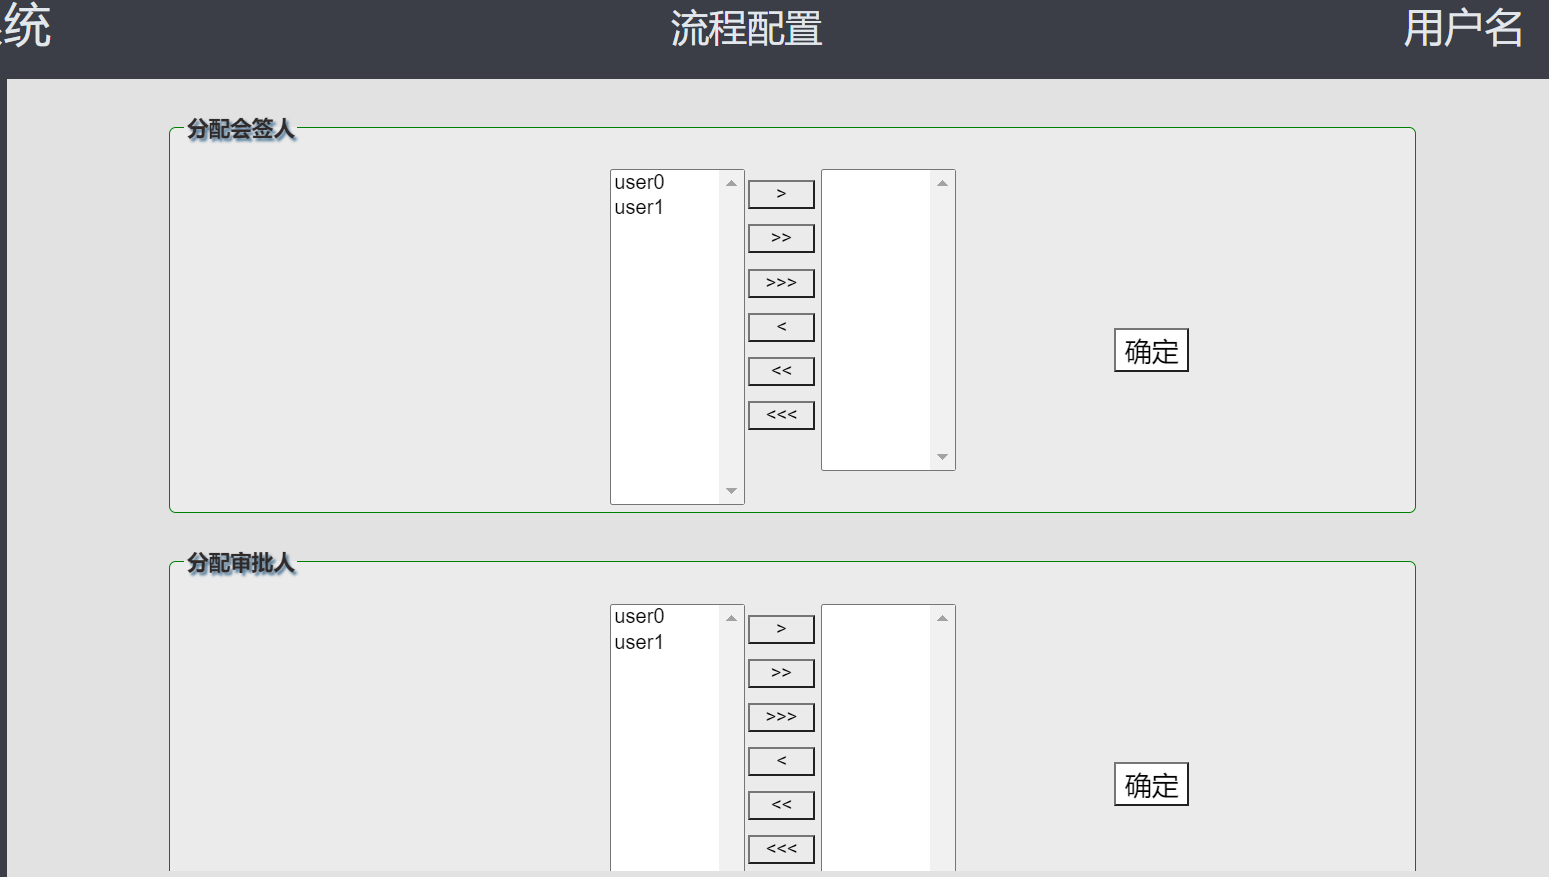 统
流程配置
用户名
分配会签人
user0
user1
>
>>
>>>
<
<<
<<<
确定
分配审批人
user0
user1
>
>>
>>>
<
<<
<<<
确定